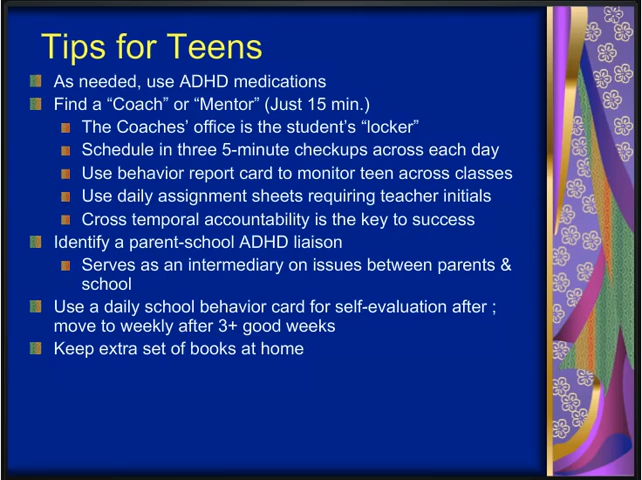 Tips for Teens
As needed, use ADHD medications
Find a “Coach” or “Mentor” (Just 15 min.)
The Coaches’ office is the student’s “locker”
Schedule in three 5-minute checkups across each day
Use behavior report card to monitor teen across classes
Use daily assignment sheets requiring teacher initials
Cross temporal accountability is the key to success
Identify a parent-school ADHD liaison
Serves as an intermediary on issues between parents &
school
Use a daily school behavior card for self-evaluation after ;
move to weekly after 3+ good weeks
Keep extra set of books at home